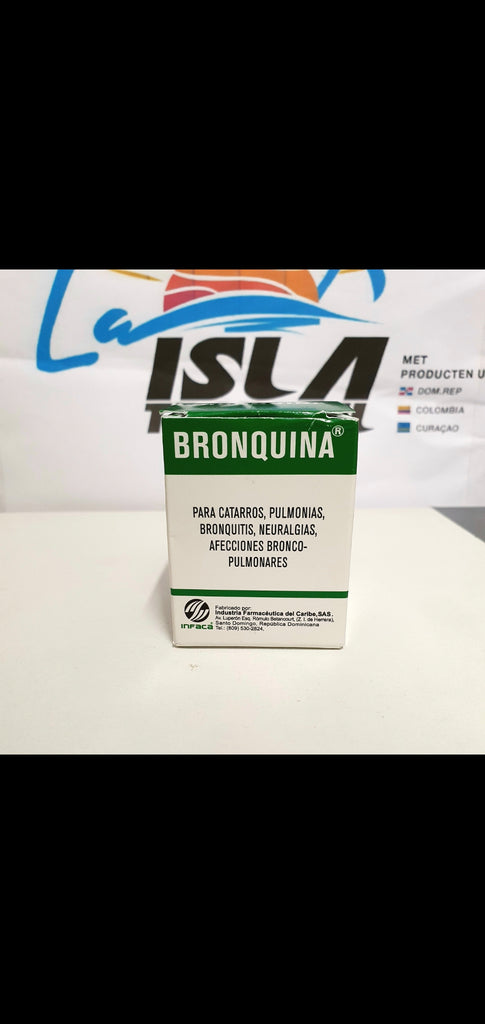 La
ISLA
MET
PRODUCTEN U
DOM.REP
COLOMBIA
CURAÇAO
BRONQUINA®
PARA CATARROS, PULMONIAS,
BRONQUITIS, NEURALGIAS,
AFECCIONES BRONCO-
PULMONARES
INFACA
Fabricado por:
Industria Farmacéutica del Caribe,SAS.
Av. Luperón Esq. Rómulo Betancourt, (Z. I. de Herrera),
Santo Domingo, República Dominicana
Tel.: (809) 530-2824.